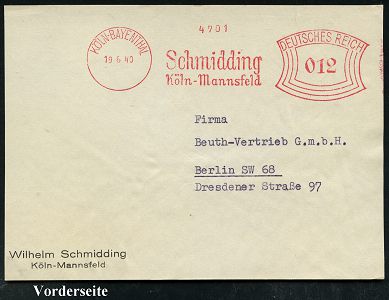 4701
KÖLN-BAYENTHAL
19 6 40
Schmidding
Köln-Mannsfeld
DEUTSCHES REICH
012
Firma
Beuth-Vertrieb G.m.b.H.
Berlin SW 68
Dresdener Straße 97
Wilhelm Schmidding
Köln-Mannsfeld
Vorderseite